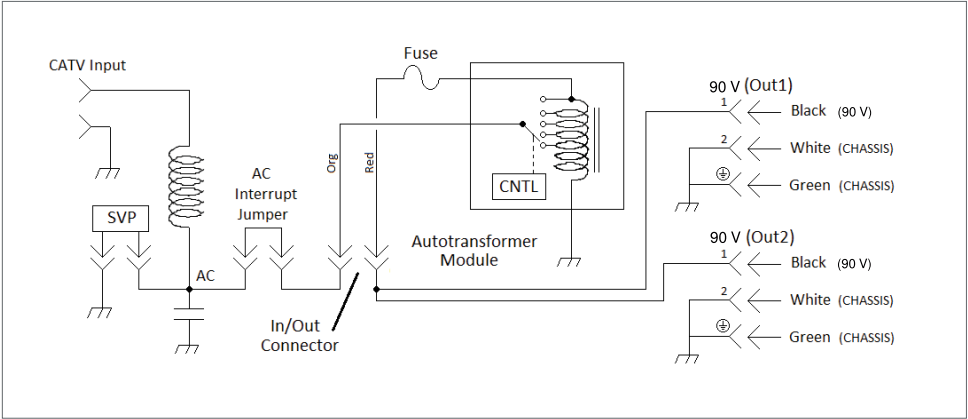 Fuse
CATV Input
90 V (Out1)
1
Black (90 V)
2
White (CHASSIS)
Green (CHASSIS)
Org
Red
AC
Interrupt
Jumper
CNTL
SVP
Autotransformer
Module
AC
In/Out
Connector
90 V (Out2)
1
Black (90 V)
2
White (CHASSIS)
Green (CHASSIS)